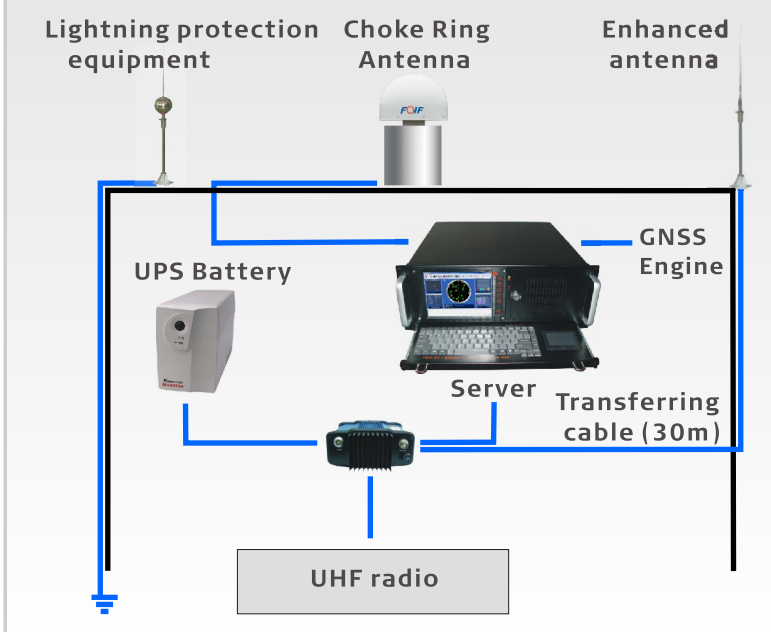 Lightning protection
equipment
Choke Ring
Antenna
Enhanced
antenna
FOIF
GNSS
Engine
UPS Battery
Server
Transferring
cable (30m)
UHF radio